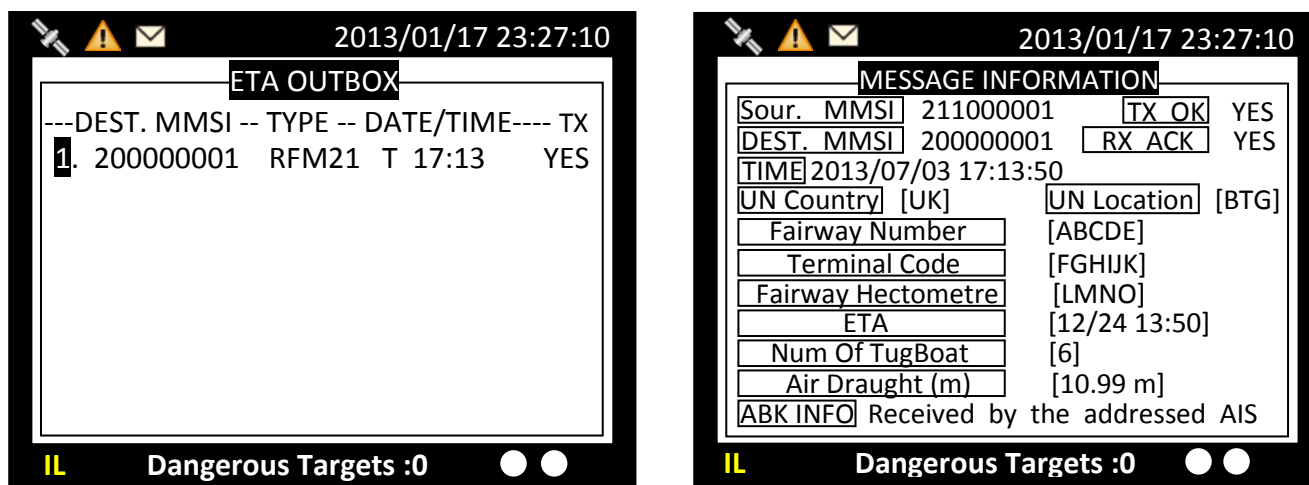 2013/01/17 23:27:10
ETA OUTBOX
---DEST. MMSI -- TYPE -- DATE/TIME---- TX
1. 200000001 RFM21 T 17:13 YES
IL Dangerous Targets :0
2013/01/17 23:27:10
MESSAGE INFORMATION
Sour. MMSI 211000001 TX OK YES
DEST. MMSI 200000001 RX ACK YES
TIME 2013/07/03 17:13:50
UN Country [UK] UN Location [BTG]
Fairway Number [ABCDE]
Terminal Code [FGHIJK]
Fairway Hectometre [LMNO]
ETA [12/24 13:50]
Num Of TugBoat [6]
Air Draught (m) [10.99 m]
ABK INFO Received by the addressed AIS
IL Dangerous Targets :0